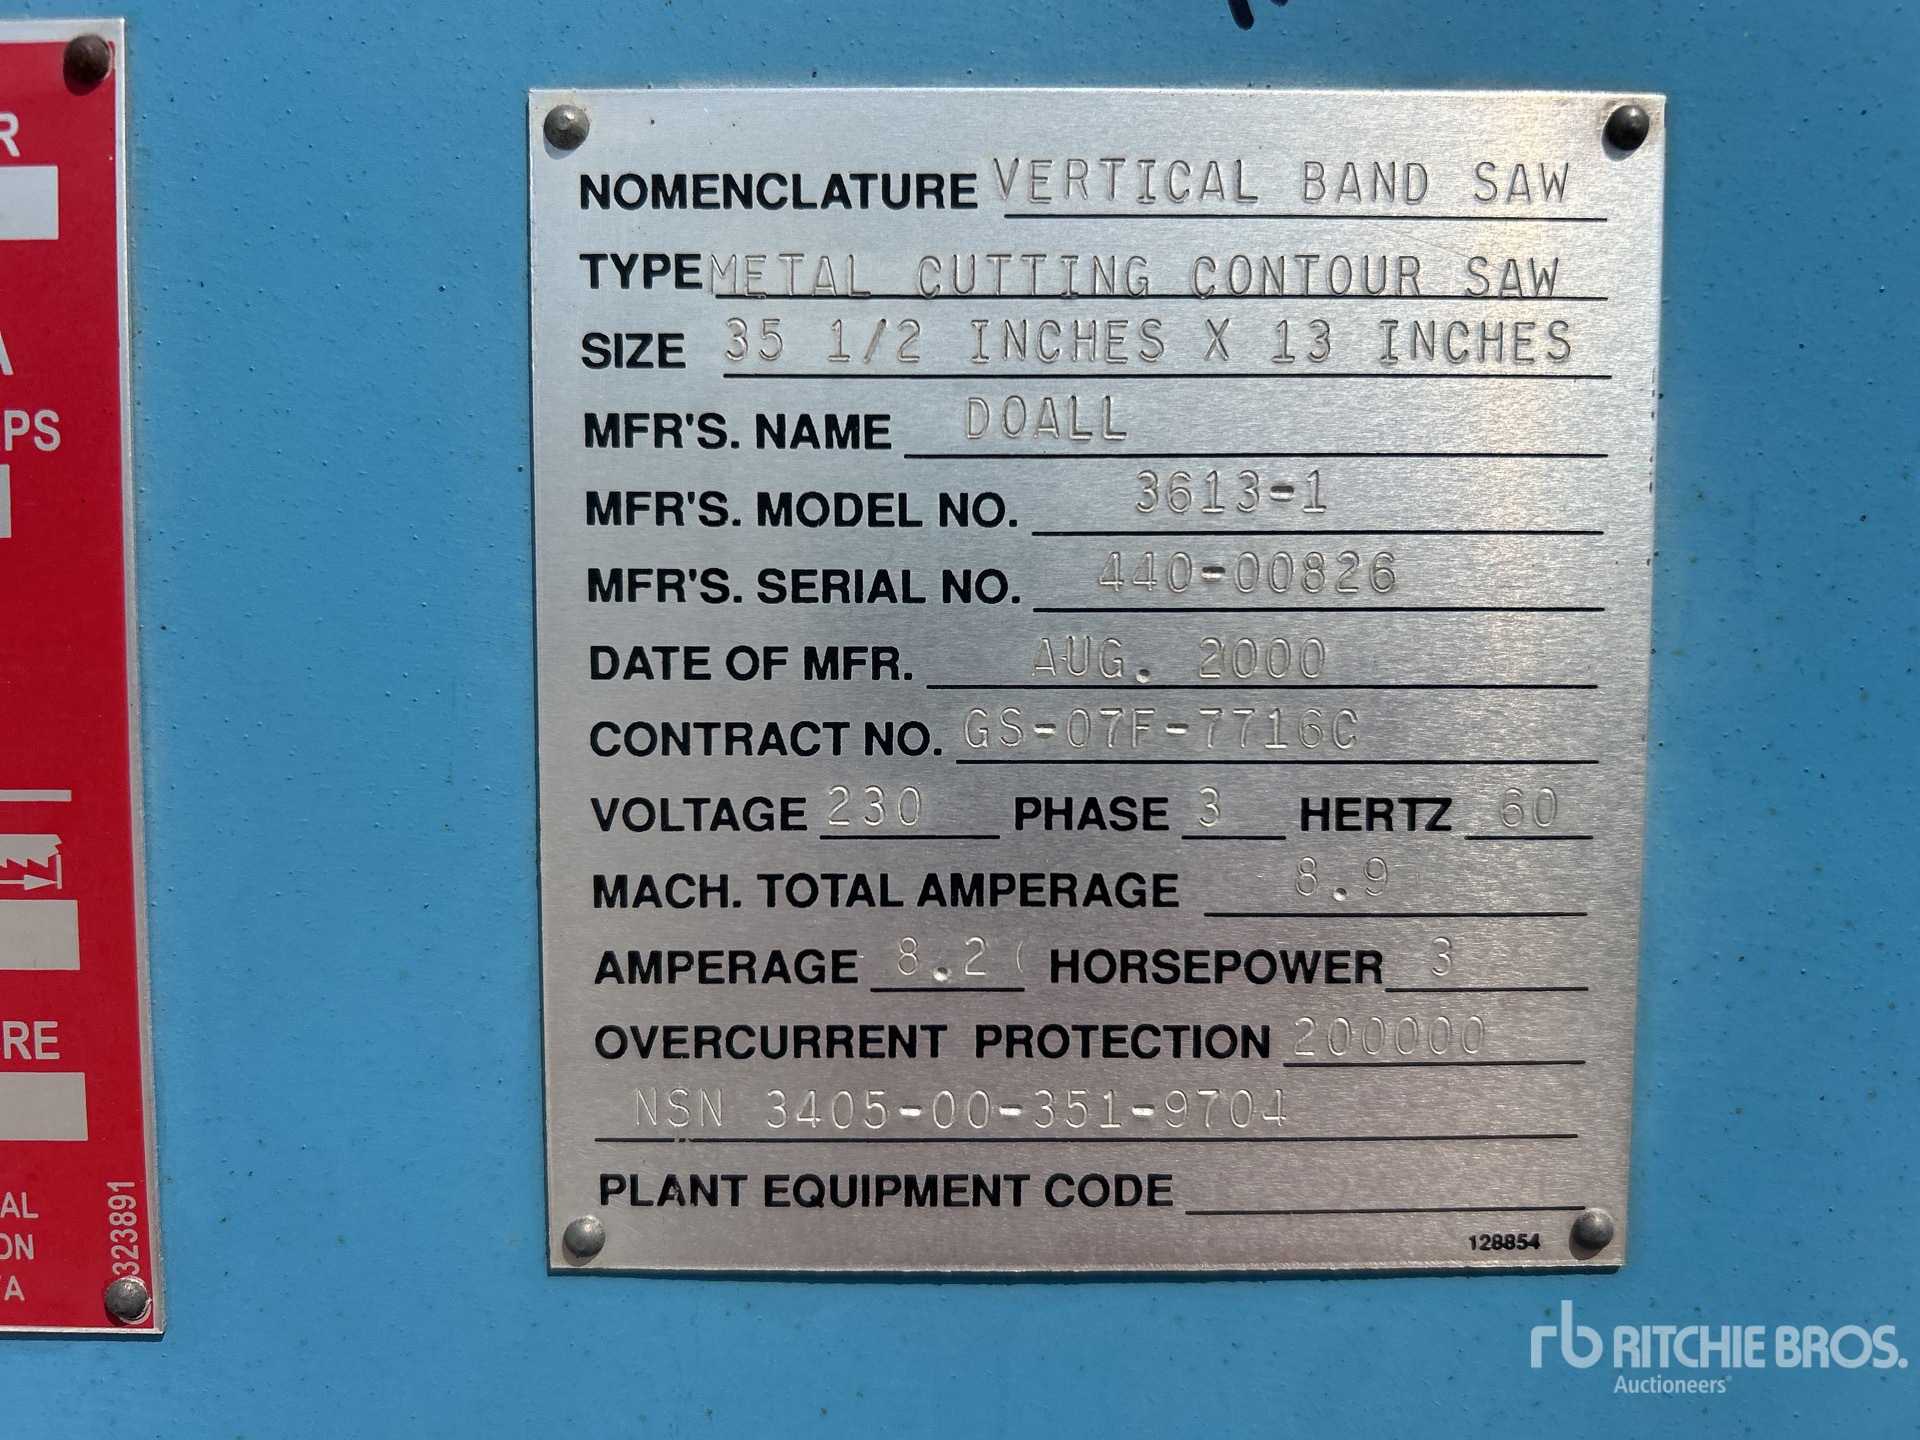 R
A
PS
RE
AL
ON
TA
323891
NOMENCLATURE VERTICAL BAND SAW
TYPE METAL CUTTING CONTOUR SAW
SIZE 35 1/2 INCHES X 13 INCHES
MFR'S. NAME DOALL
MFR'S. MODEL NO. 3613-1
MFR'S. SERIAL NO. 440-00826
DATE OF MFR. AUG. 2000
CONTRACT NO. GS-07F-7716C
VOLTAGE 230 PHASE 3 HERTZ 60
MACH. TOTAL AMPERAGE 8.9
AMPERAGE 8.2 HORSEPOWER 3
OVERCURRENT PROTECTION 200000
NSN 3405-00-351-9704
PLANT EQUIPMENT CODE
128854
rb RITCHIE BROS.
Auctioneers